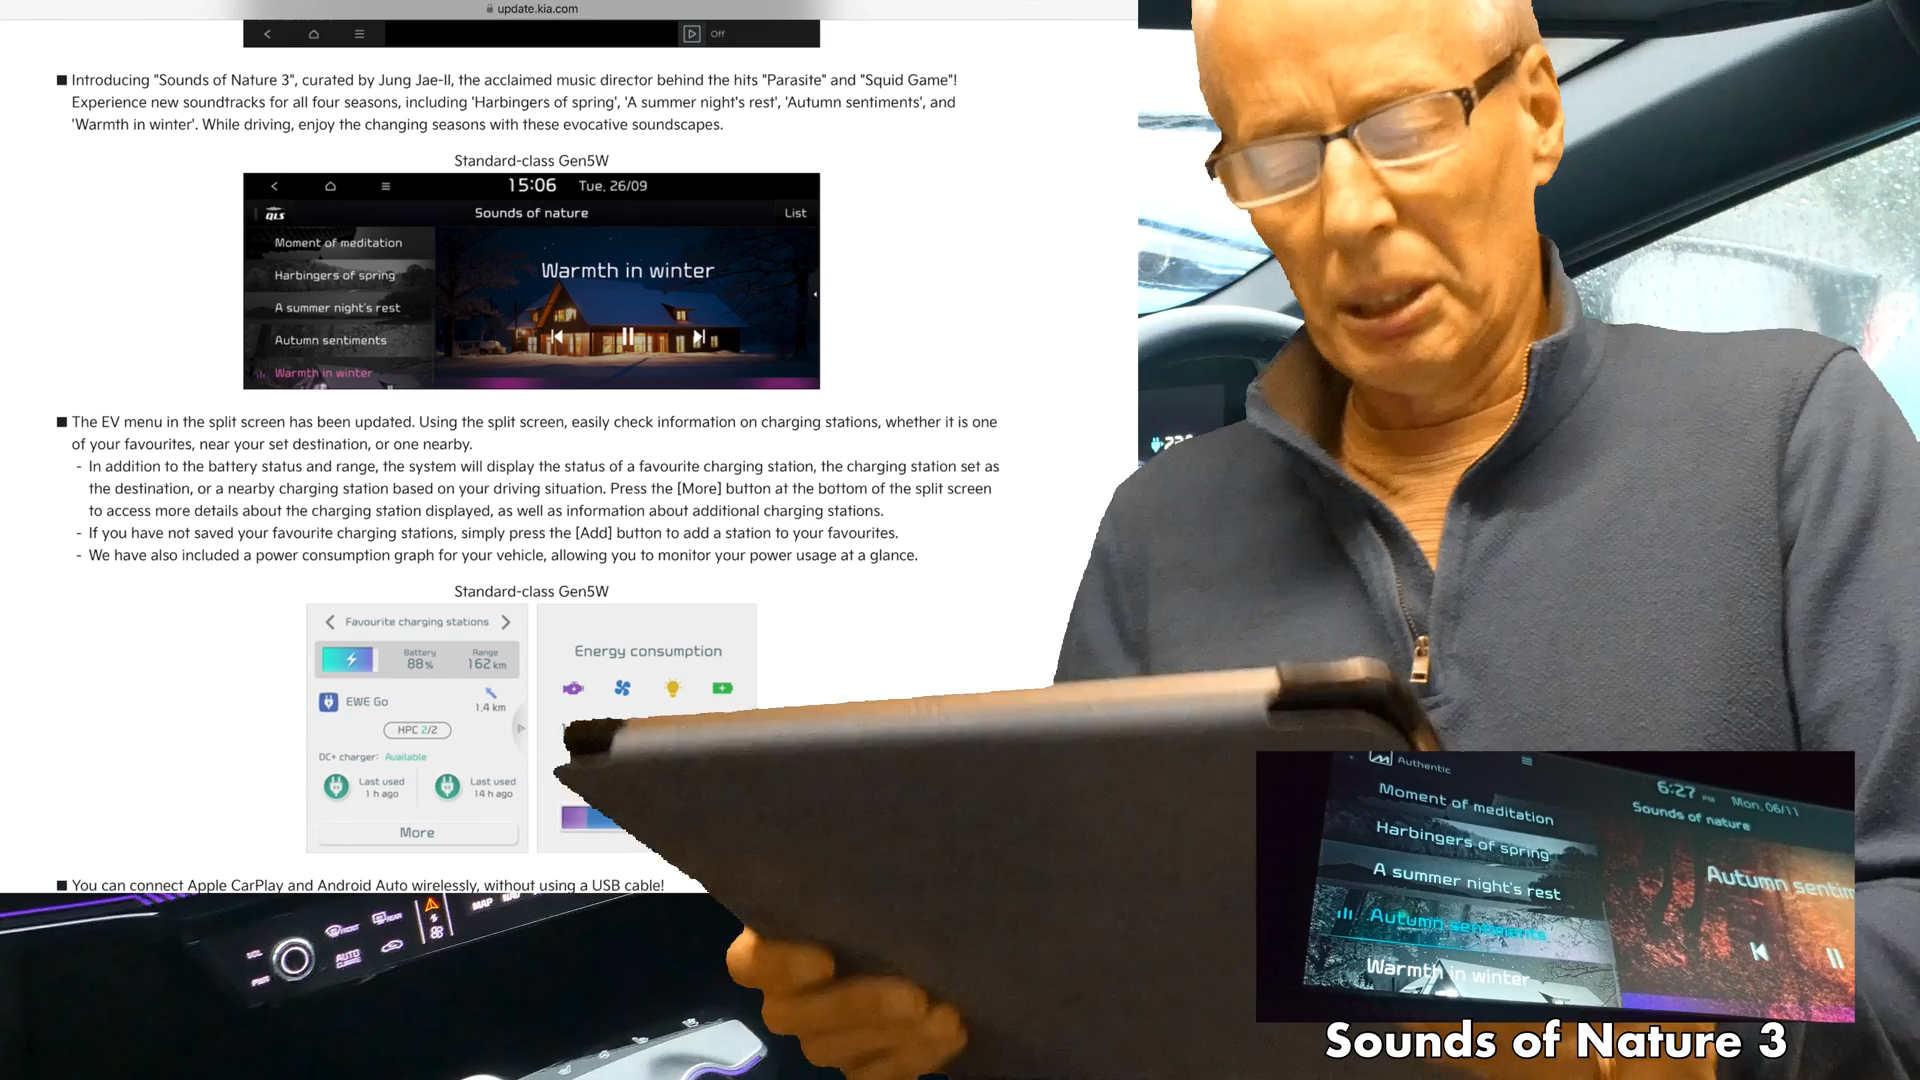 update.kia.com
Off
■ Introducing "Sounds of Nature 3", curated by Jung Jae-Il, the acclaimed music director behind the hits "Parasite" and "Squid Game"!
Experience new soundtracks for all four seasons, including 'Harbingers of spring', 'A summer night's rest', 'Autumn sentiments', and
'Warmth in winter'. While driving, enjoy the changing seasons with these evocative soundscapes.
Standard-class Gen5W
15:06 Tue, 26/09
QLS Sounds of nature List
Moment of meditation
Harbingers of spring
A summer night's rest
Autumn sentiments
Warmth in winter
Warmth in winter
■ The EV menu in the split screen has been updated. Using the split screen, easily check information on charging stations, whether it is one
of your favourites, near your set destination, or one nearby.
- In addition to the battery status and range, the system will display the status of a favourite charging station, the charging station set as
the destination, or a nearby charging station based on your driving situation. Press the [More] button at the bottom of the split screen
to access more details about the charging station displayed, as well as information about additional charging stations.
- If you have not saved your favourite charging stations, simply press the [Add] button to add a station to your favourites.
- We have also included a power consumption graph for your vehicle, allowing you to monitor your power usage at a glance.
Standard-class Gen5W
Favourite charging stations
Battery Range
88% 162 km
EWE Go
1.4 km
HPC 2/2
DC+ charger: Available
Last used Last used
1 h ago 14 h ago
More
Energy consumption
■ You can connect Apple CarPlay and Android Auto wirelessly, without using a USB cable!
VOL
PWR
FRONT
REAR
AUTO
CLIMATE
MAP
Authentic
Moment of meditation
Harbingers of spring
A summer night's rest
Autumn sentiments
Warmth in winter
6:27 PM Mon, 06/11
Sounds of nature
Autumn sentim
Sounds of Nature 3